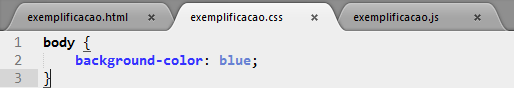 exemplificacao.html × exemplificacao.css × exemplificacao.js ×
1 body {
2     background-color: blue;
3 }